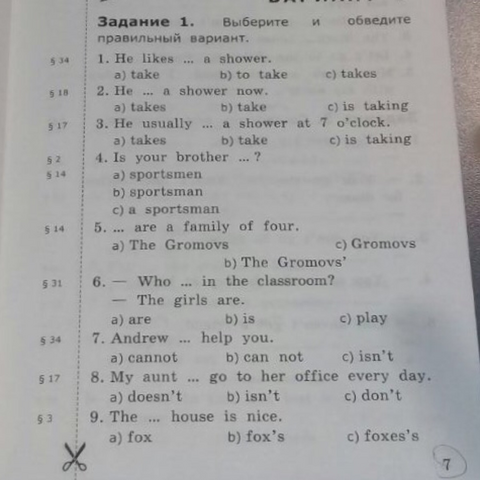 Задание 1. Выберите и обведите
правильный вариант.
§ 34 1. He likes ... a shower.
a) take b) to take c) takes
§ 18 2. He ... a shower now.
a) takes b) take c) is taking
§ 17 3. He usually ... a shower at 7 o'clock.
a) takes b) take c) is taking
§ 2 4. Is your brother ... ?
§ 14 a) sportsmen
b) sportsman
c) a sportsman
§ 14 5. ... are a family of four.
a) The Gromovs c) Gromovs
b) The Gromovs'
§ 31 6. — Who ... in the classroom?
— The girls are.
a) are b) is c) play
§ 34 7. Andrew ... help you.
a) cannot b) can not c) isn't
§ 17 8. My aunt ... go to her office every day.
a) doesn't b) isn't c) don't
§ 3 9. The ... house is nice.
a) fox b) fox's c) foxes's
7